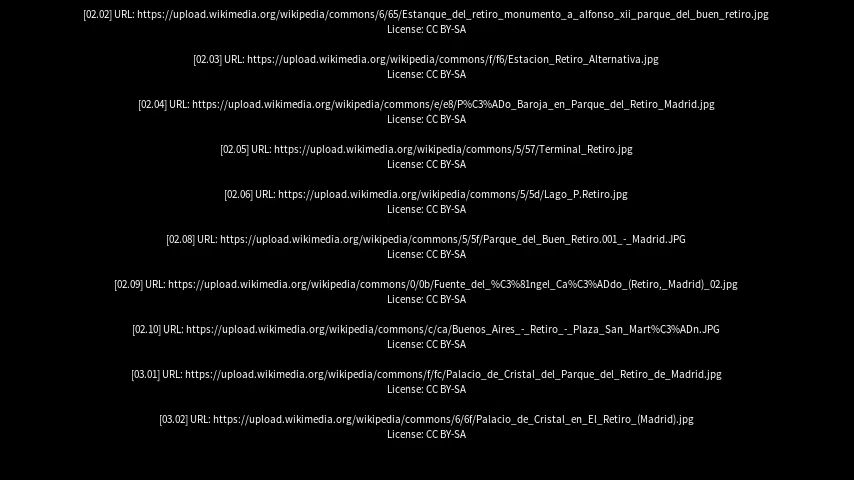 [02.02] URL: https://upload.wikimedia.org/wikipedia/commons/6/65/Estanque_del_retiro_monumento_a_alfonso_xii_parque_del_buen_retiro.jpg
License: CC BY-SA
[02.03] URL: https://upload.wikimedia.org/wikipedia/commons/f/f6/Estacion_Retiro_Alternativa.jpg
License: CC BY-SA
[02.04] URL: https://upload.wikimedia.org/wikipedia/commons/e/e8/P%C3%ADo_Baroja_en_Parque_del_Retiro_Madrid.jpg
License: CC BY-SA
[02.05] URL: https://upload.wikimedia.org/wikipedia/commons/5/57/Terminal_Retiro.jpg
License: CC BY-SA
[02.06] URL: https://upload.wikimedia.org/wikipedia/commons/5/5d/Lago_P.Retiro.jpg
License: CC BY-SA
[02.08] URL: https://upload.wikimedia.org/wikipedia/commons/5/5f/Parque_del_Buen_Retiro.001_-_Madrid.JPG
License: CC BY-SA
[02.09] URL: https://upload.wikimedia.org/wikipedia/commons/0/0b/Fuente_del_%C3%81ngel_Ca%C3%ADdo_(Retiro,_Madrid)_02.jpg
License: CC BY-SA
[02.10] URL: https://upload.wikimedia.org/wikipedia/commons/c/ca/Buenos_Aires_-_Retiro_-_Plaza_San_Mart%C3%ADn.JPG
License: CC BY-SA
[03.01] URL: https://upload.wikimedia.org/wikipedia/commons/f/fc/Palacio_de_Cristal_del_Parque_del_Retiro_de_Madrid.jpg
License: CC BY-SA
[03.02] URL: https://upload.wikimedia.org/wikipedia/commons/6/6f/Palacio_de_Cristal_en_El_Retiro_(Madrid).jpg
License: CC BY-SA